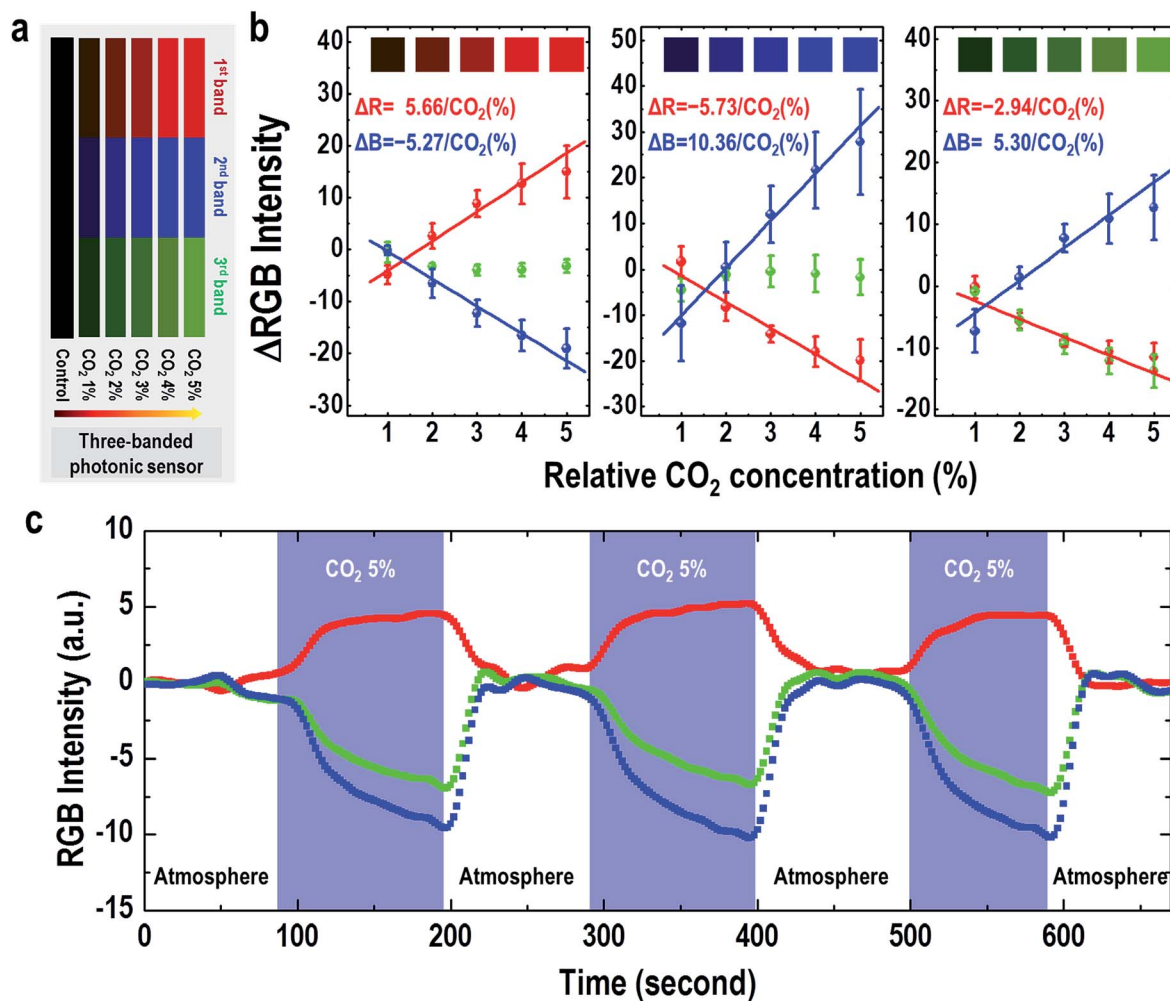 a
1st band
2nd band
3rd band
Control
CO2 1%
CO2 2%
CO2 3%
CO2 4%
CO2 5%
Three-banded
photonic sensor
b
ΔRGB Intensity
40
30
20
10
0
-10
-20
-30
ΔR= 5.66/CO2(%)
ΔB=−5.27/CO2(%)
1 2 3 4 5
50
40
30
20
10
0
-10
-20
-30
ΔR=−5.73/CO2(%)
ΔB=10.36/CO2(%)
1 2 3 4 5
40
30
20
10
0
-10
-20
ΔR=−2.94/CO2(%)
ΔB= 5.30/CO2(%)
1 2 3 4 5
Relative CO2 concentration (%)
c
RGB Intensity (a.u.)
10
5
0
-5
-10
-15
CO2 5%
CO2 5%
CO2 5%
Atmosphere
Atmosphere
Atmosphere
Atmosphere
0 100 200 300 400 500 600
Time (second)